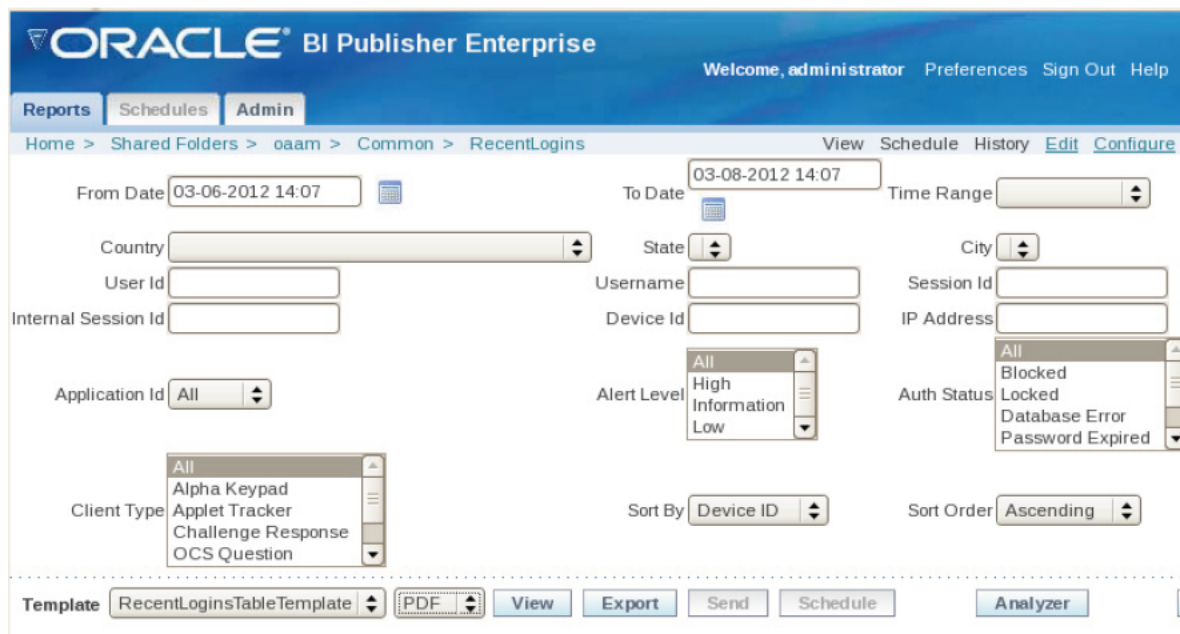 ORACLE BI Publisher Enterprise
Welcome, administrator Preferences Sign Out Help
Reports Schedules Admin
Home > Shared Folders > oaam > Common > RecentLogins View Schedule History Edit Configure
From Date 03-06-2012 14:07 To Date 03-08-2012 14:07 Time Range
Country State City
User Id Username Session Id
Internal Session Id Device Id IP Address
Application Id All
Alert Level
All
High
Information
Low
Auth Status
All
Blocked
Locked
Database Error
Password Expired
Client Type
All
Alpha Keypad
Applet Tracker
Challenge Response
OCS Question
Sort By Device ID Sort Order Ascending
Template RecentLoginsTableTemplate PDF View Export Send Schedule Analyzer